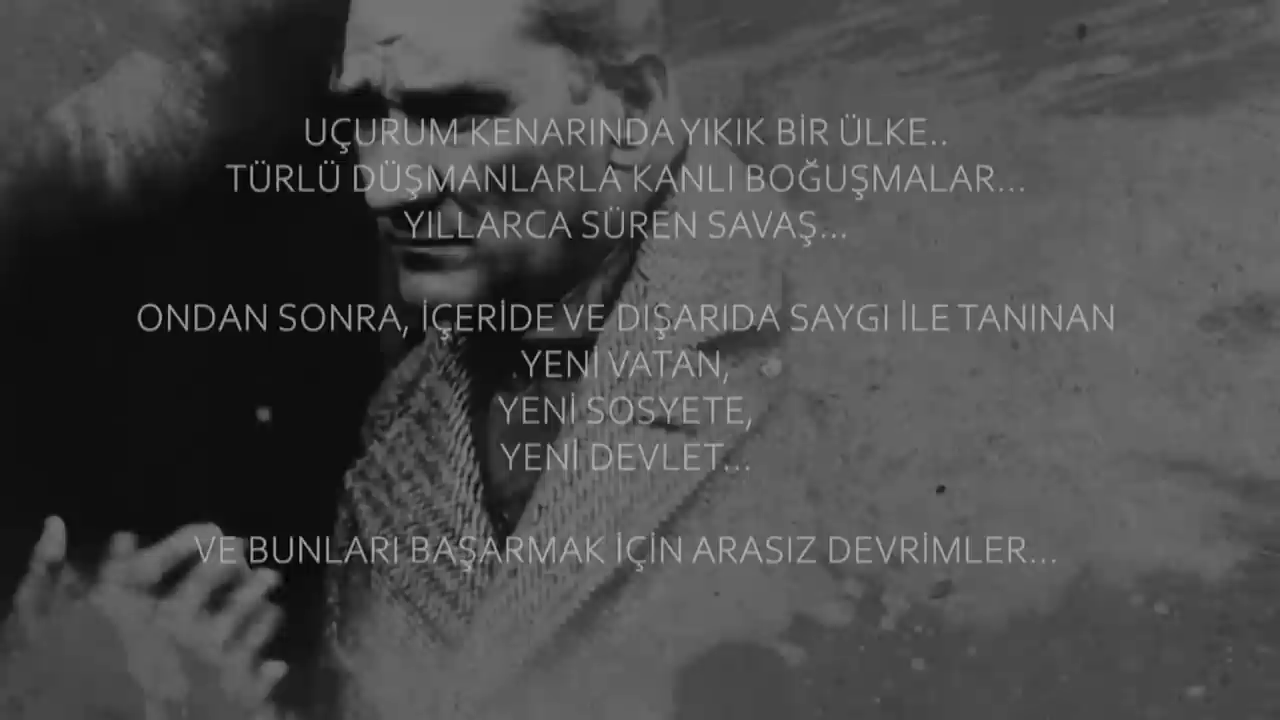 UÇURUM KENARINDA YIKIK BİR ÜLKE..
TÜRLÜ DÜŞMANLARLA KANLI BOĞUŞMALAR...
YILLARCA SÜREN SAVAŞ...
ONDAN SONRA, İÇERİDE VE DIŞARIDA SAYGI İLE TANINAN
YENİ VATAN,
YENİ SOSYETE,
YENİ DEVLET...
VE BUNLARI BAŞARMAK İÇİN ARASIZ DEVRİMLER...